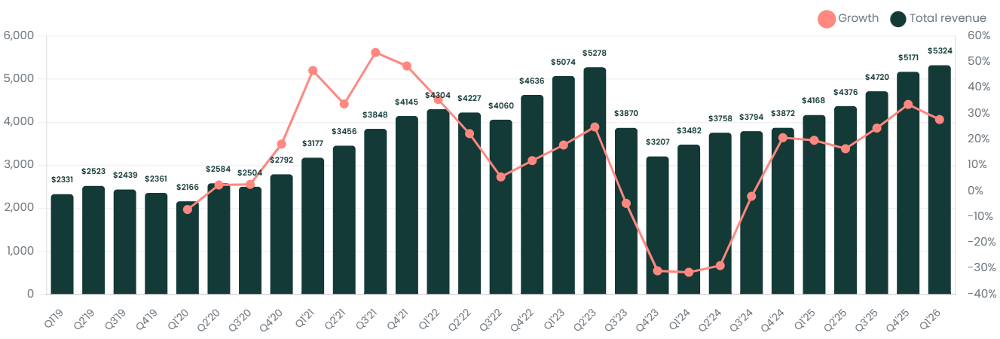 Growth Total revenue
6,000
5,000
4,000
3,000
2,000
1,000
0
60%
50%
40%
30%
20%
10%
0%
−10%
−20%
−30%
−40%
$2331
$2523
$2439
$2361
$2166
$2584
$2504
$2792
$3177
$3456
$3848
$4145
$4304
$4227
$4060
$4636
$5074
$5278
$3870
$3207
$3482
$3758
$3794
$3872
$4168
$4376
$4720
$5171
$5324
Q1'19
Q2'19
Q3'19
Q4'19
Q1'20
Q2'20
Q3'20
Q4'20
Q1'21
Q2'21
Q3'21
Q4'21
Q1'22
Q2'22
Q3'22
Q4'22
Q1'23
Q2'23
Q3'23
Q4'23
Q1'24
Q2'24
Q3'24
Q4'24
Q1'25
Q2'25
Q3'25
Q4'25
Q1'26